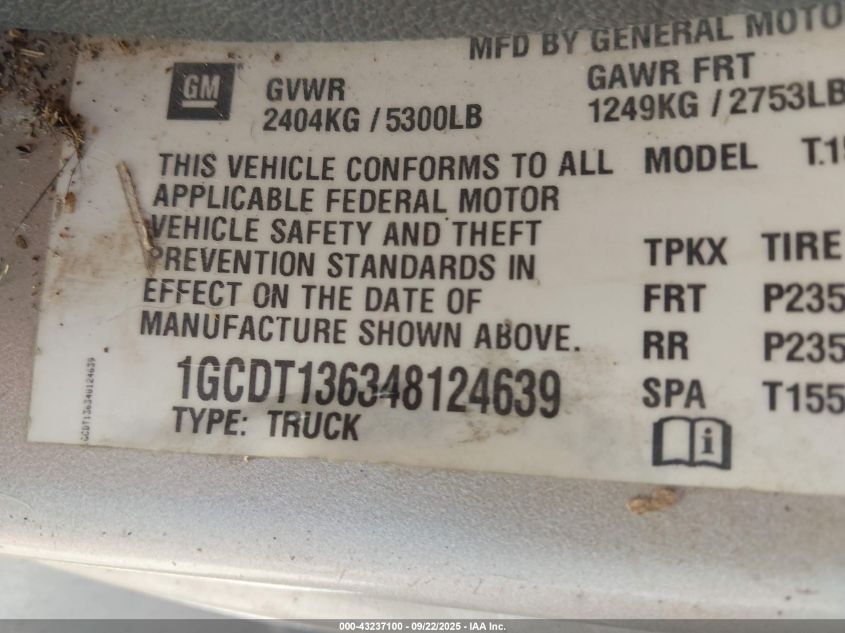 MFD BY GENERAL MOTO
GM
GVWR
2404KG / 5300LB
GAWR FRT
1249KG / 2753LB
THIS VEHICLE CONFORMS TO ALL
APPLICABLE FEDERAL MOTOR
VEHICLE SAFETY AND THEFT
PREVENTION STANDARDS IN
EFFECT ON THE DATE OF
MANUFACTURE SHOWN ABOVE.
1GCDT136348124639
TYPE: TRUCK
MODEL T.15
TPKX TIRE
FRT P235
RR P235
SPA T155
i
1GCDT136348124639
000-43237100 - 09/22/2025 - IAA Inc.